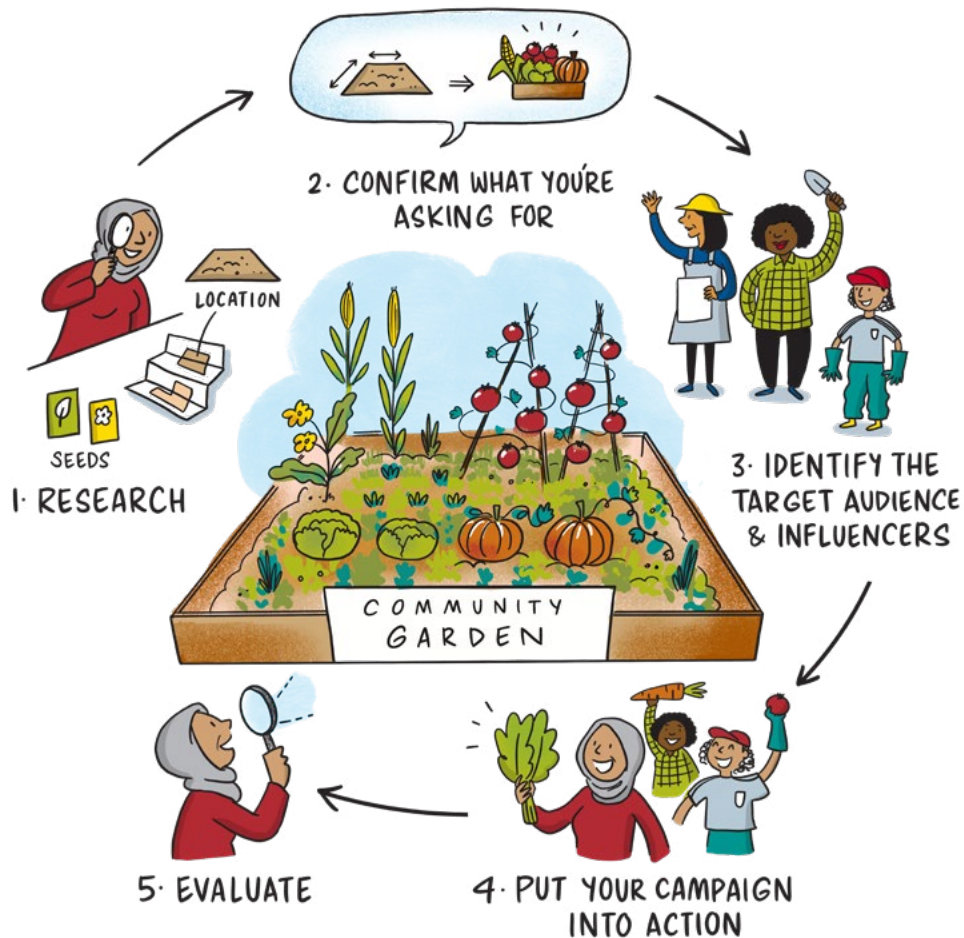 2. CONFIRM WHAT YOU'RE
ASKING FOR
LOCATION
SEEDS
1. RESEARCH
3. IDENTIFY THE
TARGET AUDIENCE
& INFLUENCERS
COMMUNITY
GARDEN
5. EVALUATE
4. PUT YOUR CAMPAIGN
INTO ACTION